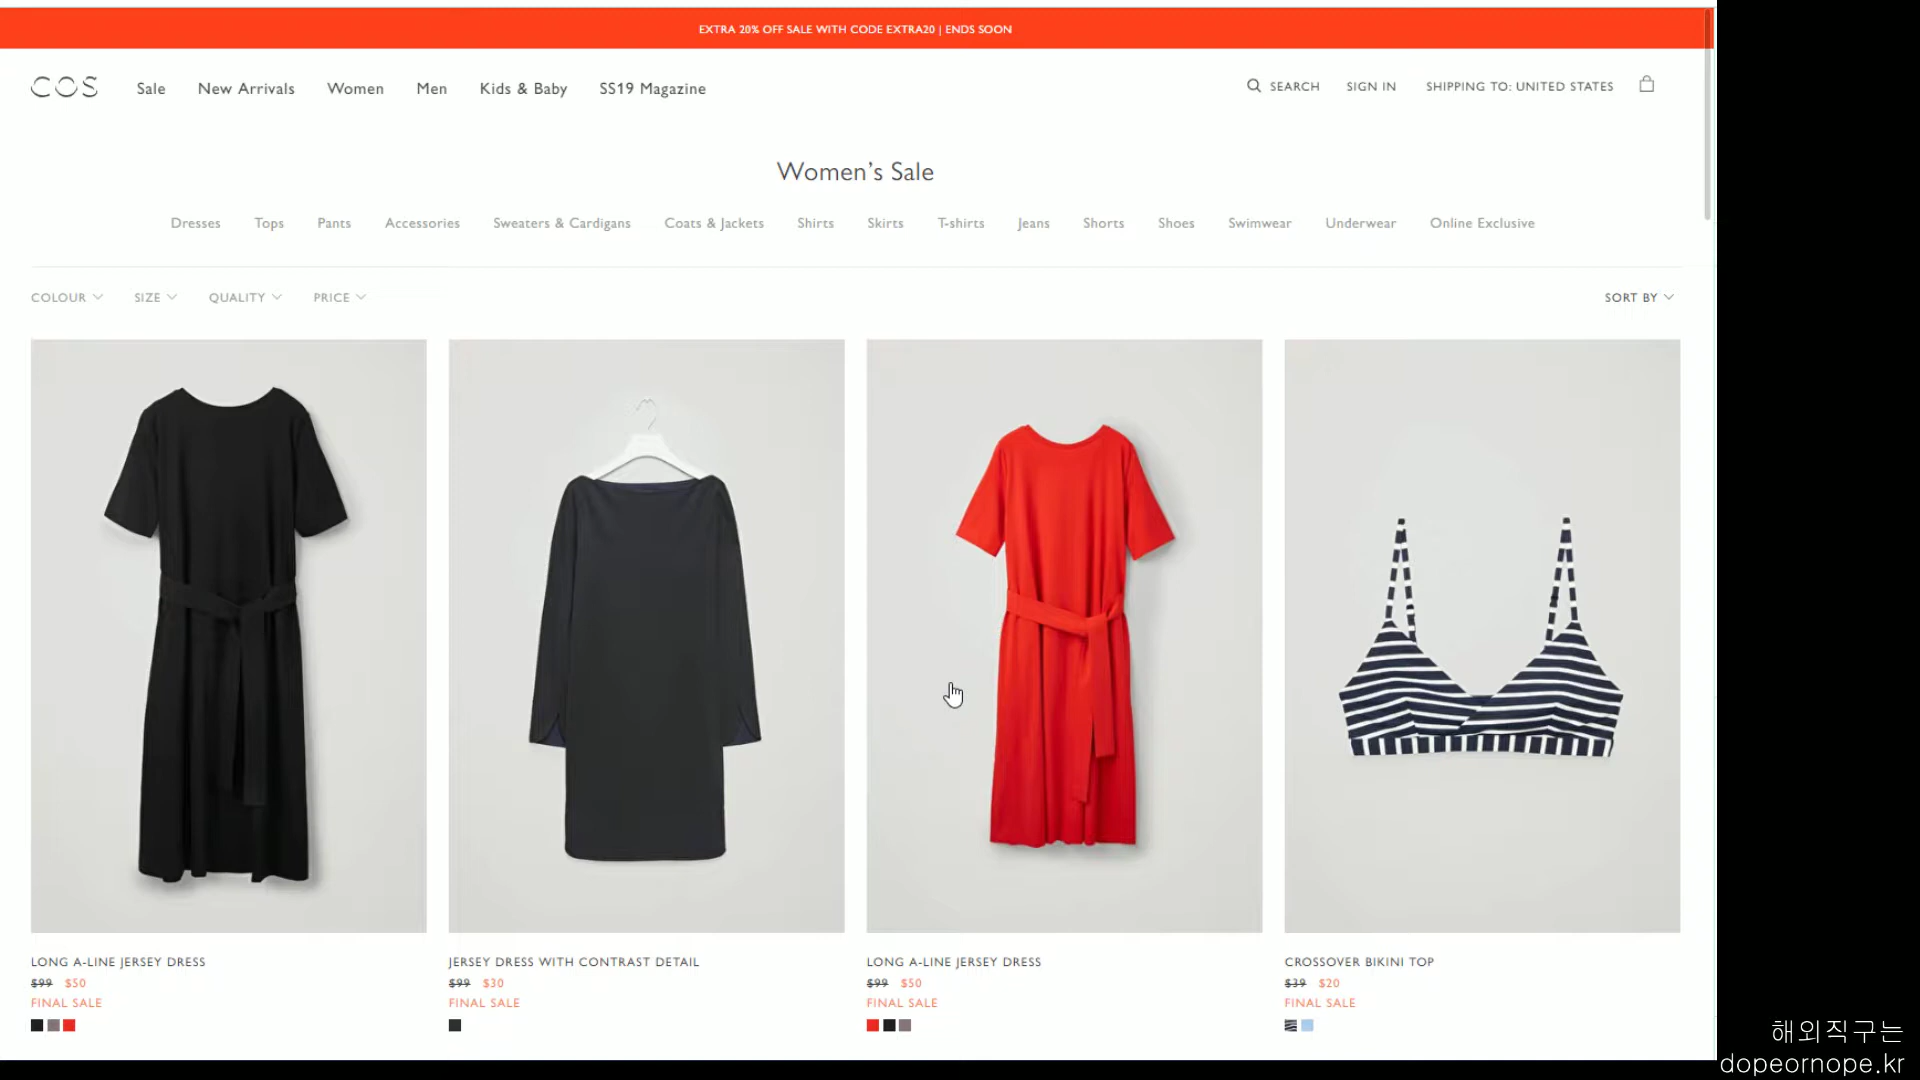 EXTRA 20% OFF SALE WITH CODE EXTRA20 | ENDS SOON
COS Sale New Arrivals Women Men Kids & Baby SS19 Magazine SEARCH SIGN IN SHIPPING TO: UNITED STATES
Women's Sale
Dresses Tops Pants Accessories Sweaters & Cardigans Coats & Jackets Shirts Skirts T-shirts Jeans Shorts Shoes Swimwear Underwear Online Exclusive
COLOUR SIZE QUALITY PRICE SORT BY
LONG A-LINE JERSEY DRESS
$99 $50
FINAL SALE
JERSEY DRESS WITH CONTRAST DETAIL
$99 $30
FINAL SALE
LONG A-LINE JERSEY DRESS
$99 $50
FINAL SALE
CROSSOVER BIKINI TOP
$39 $20
FINAL SALE
해외직구는
dopeornope.kr